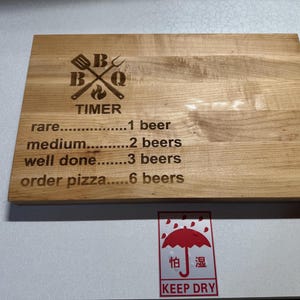 B B
B Q
TIMER
rare................1 beer
medium..........2 beers
well done.......3 beers
order pizza.....6 beers
怕 湿
KEEP DRY